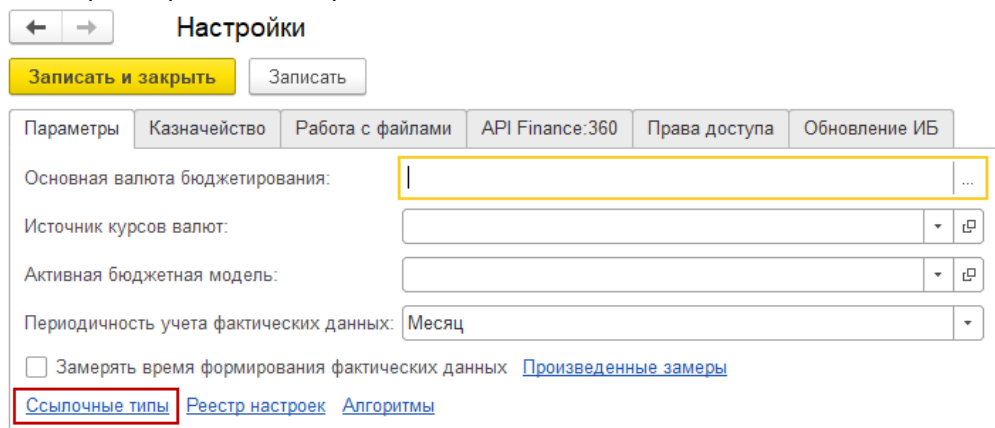 Настройки
Записать и закрыть Записать
Параметры Казначейство Работа с файлами API Finance:360 Права доступа Обновление ИБ
Основная валюта бюджетирования: ...
Источник курсов валют:
Активная бюджетная модель:
Периодичность учета фактических данных: Месяц
Замерять время формирования фактических данных Произведенные замеры
Ссылочные типы Реестр настроек Алгоритмы